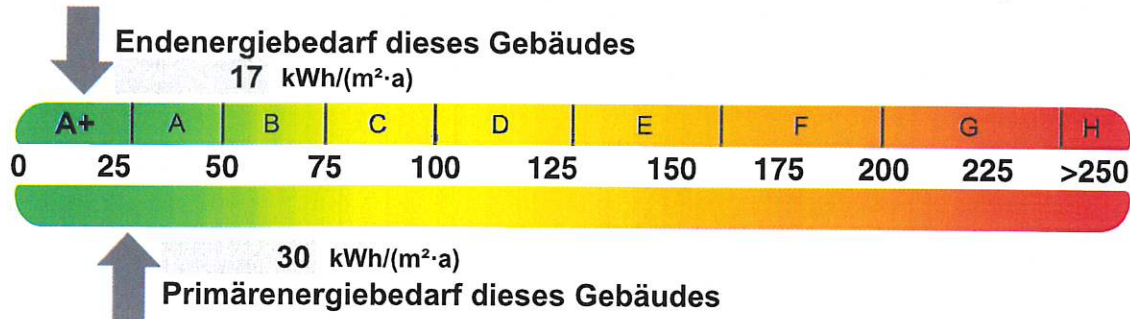 Endenergiebedarf dieses Gebäudes
17 kWh/(m²·a)
A+ A B C D E F G H
0 25 50 75 100 125 150 175 200 225 >250
30 kWh/(m²·a)
Primärenergiebedarf dieses Gebäudes